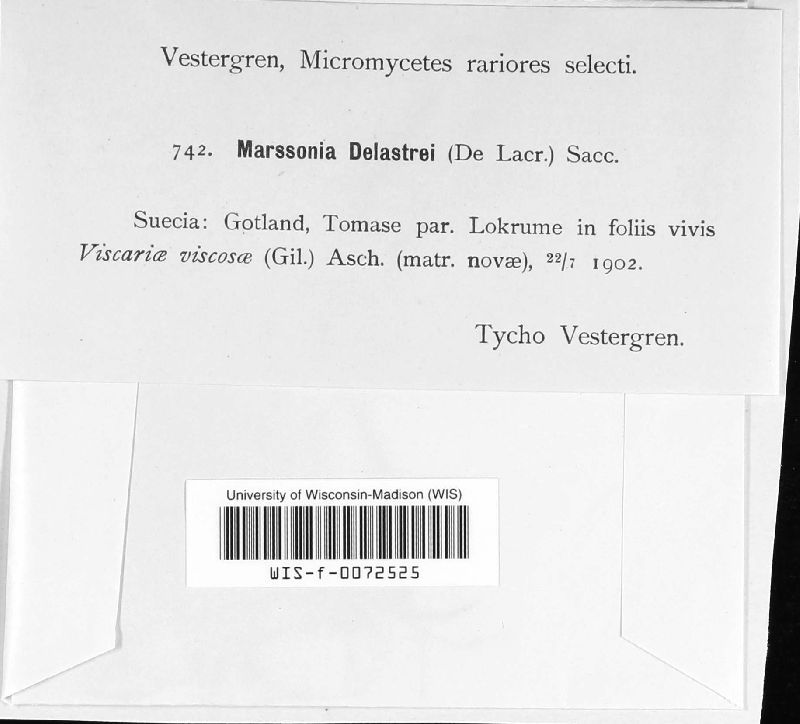 Vestergren, Micromycetes rariores selecti.
742. Marssonia Delastrei (De Lacr.) Sacc.
Suecia: Gotland, Tomase par. Lokrume in foliis vivis
Viscariæ viscosæ (Gil.) Asch. (matr. novæ), 22/7 1902.
Tycho Vestergren.
University of Wisconsin-Madison (WIS)
WIS-f-0072525